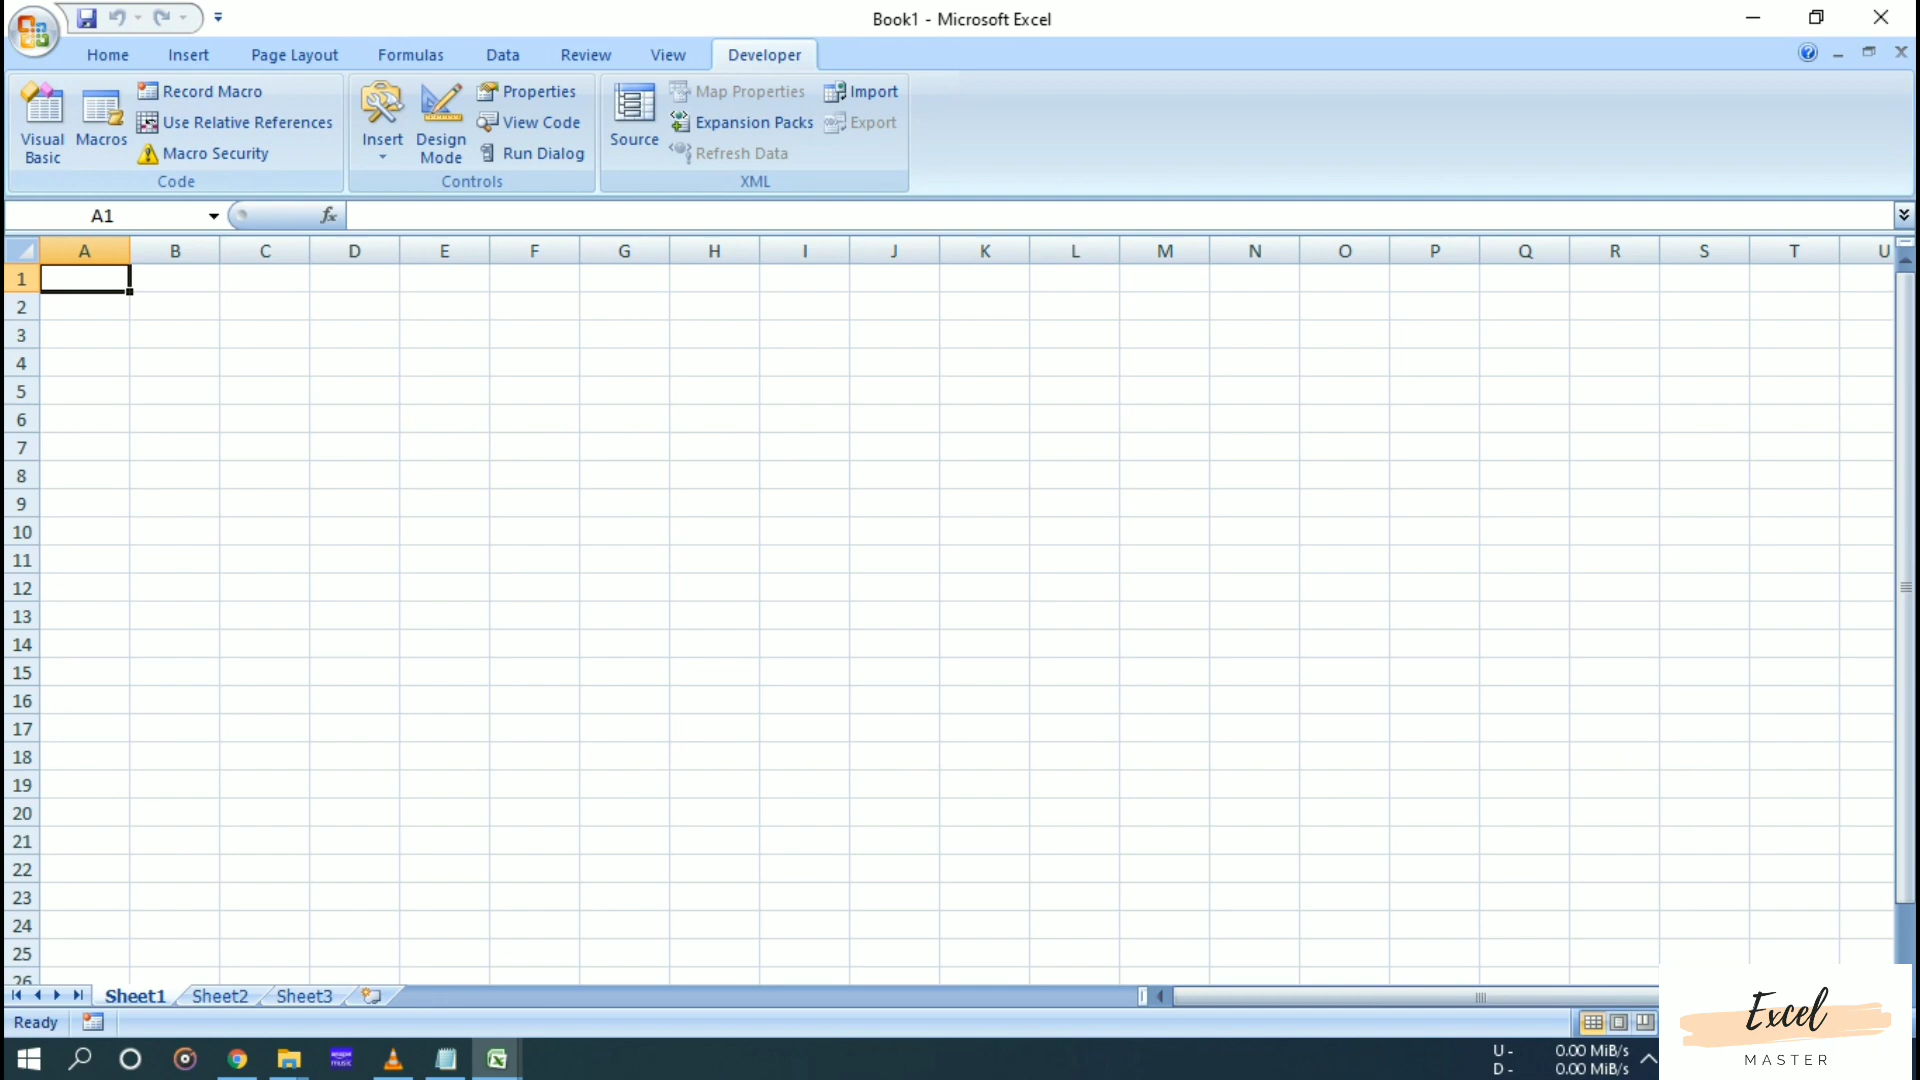 Book1 - Microsoft Excel
Home Insert Page Layout Formulas Data Review View Developer
Visual Basic
Macros
Record Macro
Use Relative References
Macro Security
Code
Insert
Design Mode
Properties
View Code
Run Dialog
Controls
Source
Map Properties
Expansion Packs
Refresh Data
Import
Export
XML
A1 fx
A B C D E F G H I J K L M N O P Q R S T U
1
2
3
4
5
6
7
8
9
10
11
12
13
14
15
16
17
18
19
20
21
22
23
24
25
26
Sheet1 Sheet2 Sheet3
Ready
amazon music
U - 0.00 MiB/s
D - 0.00 MiB/s
Excel
MASTER